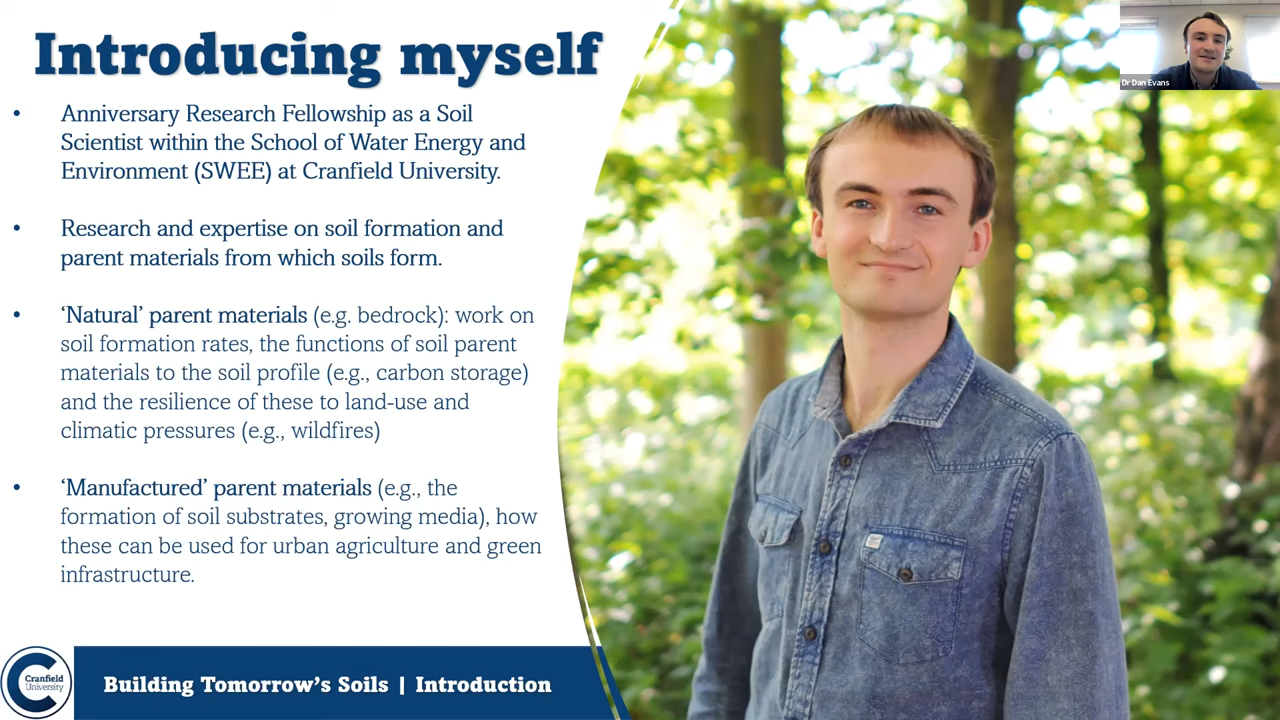 Introducing myself
• Anniversary Research Fellowship as a Soil
Scientist within the School of Water Energy and
Environment (SWEE) at Cranfield University.
• Research and expertise on soil formation and
parent materials from which soils form.
• ‘Natural’ parent materials (e.g. bedrock): work on
soil formation rates, the functions of soil parent
materials to the soil profile (e.g., carbon storage)
and the resilience of these to land-use and
climatic pressures (e.g., wildfires)
• ‘Manufactured’ parent materials (e.g., the
formation of soil substrates, growing media), how
these can be used for urban agriculture and green
infrastructure.
Cranfield
University
Building Tomorrow’s Soils | Introduction
Dr Dan Evans